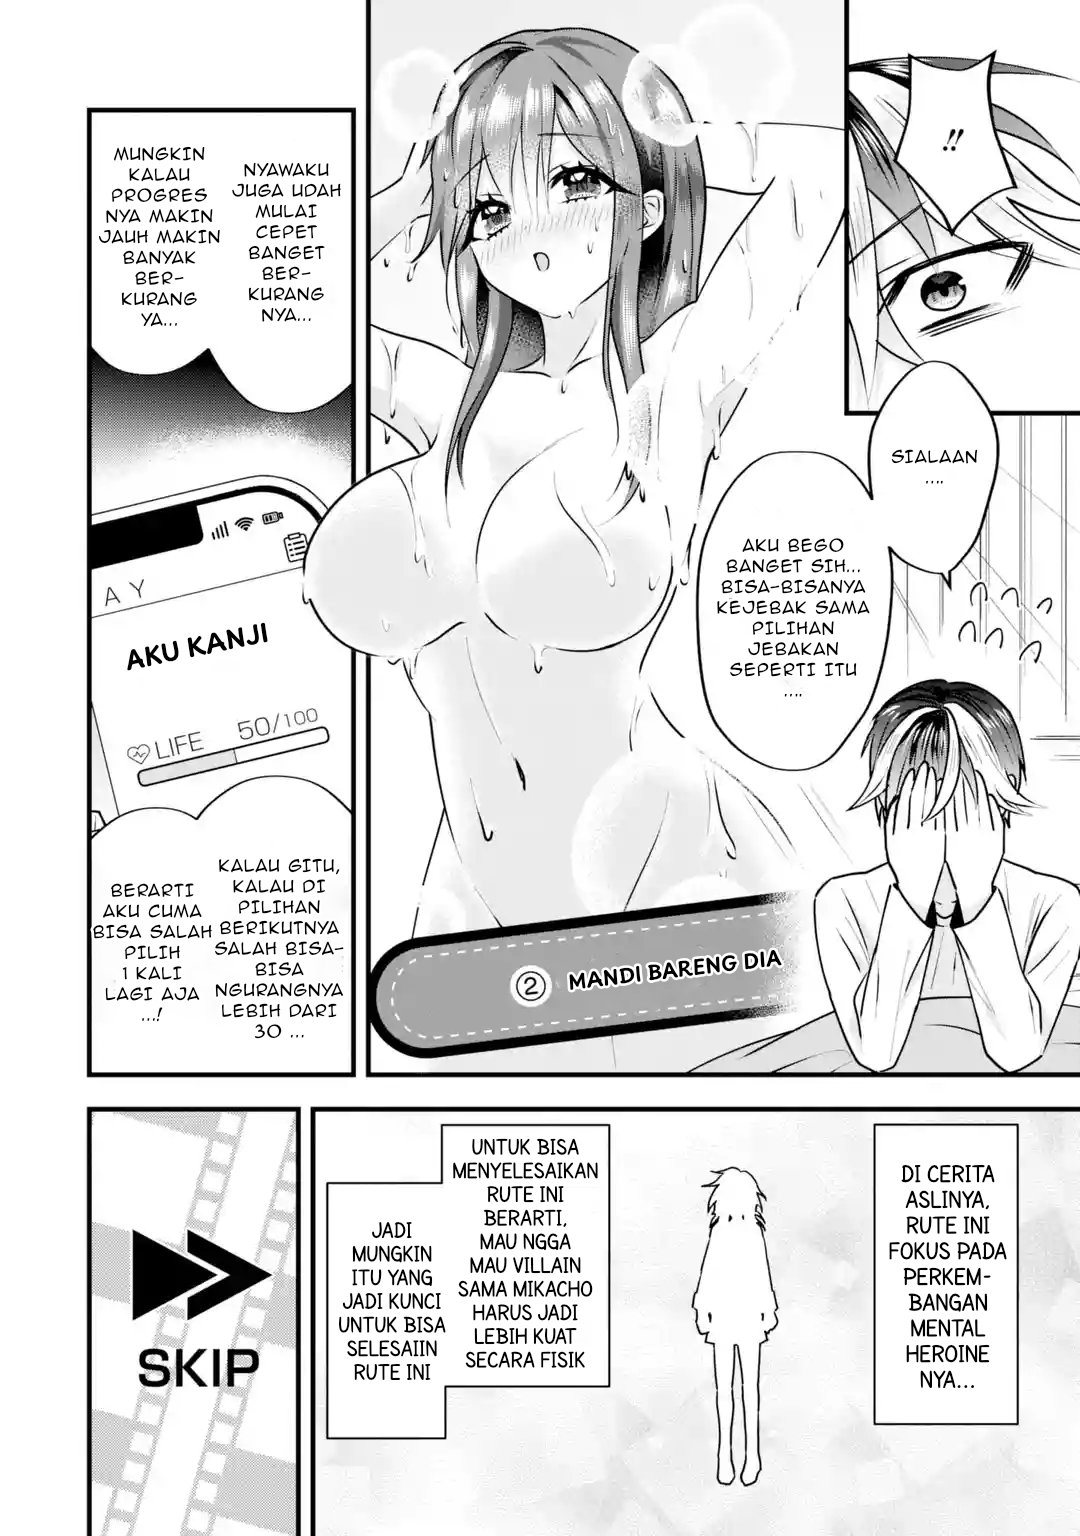 !!
SIALAAN
....
AKU BEGO
BANGET SIH...
BISA-BISANYA
KEJEBAK SAMA
PILIHAN
JEBAKAN
SEPERTI ITU
....
② MANDI BARENG DIA
NYAWAKU
JUGA UDAH
MULAI
CEPET
BANGET
BER-
KURANG
NYA...
MUNGKIN
KALAU
PROGRES
NYA MAKIN
JAUH MAKIN
BANYAK
BER-
KURANG
YA...
A Y
AKU KANJI
LIFE 50/100
KALAU GITU,
KALAU DI
PILIHAN
BERIKUTNYA
SALAH BISA-
BISA
NGURANGNYA
LEBIH DARI
30 ...
BERARTI
AKU CUMA
BISA SALAH
PILIH
1 KALI
LAGI AJA
...!
DI CERITA
ASLINYA,
RUTE INI
FOKUS PADA
PERKEM-
BANGAN
MENTAL
HEROINE
NYA...
UNTUK BISA
MENYELESAIKAN
RUTE INI
BERARTI,
MAU NGGA
MAU VILLAIN
SAMA MIKACHO
HARUS JADI
LEBIH KUAT
SECARA FISIK
JADI
MUNGKIN
ITU YANG
JADI KUNCI
UNTUK BISA
SELESAIIN
RUTE INI
SKIP